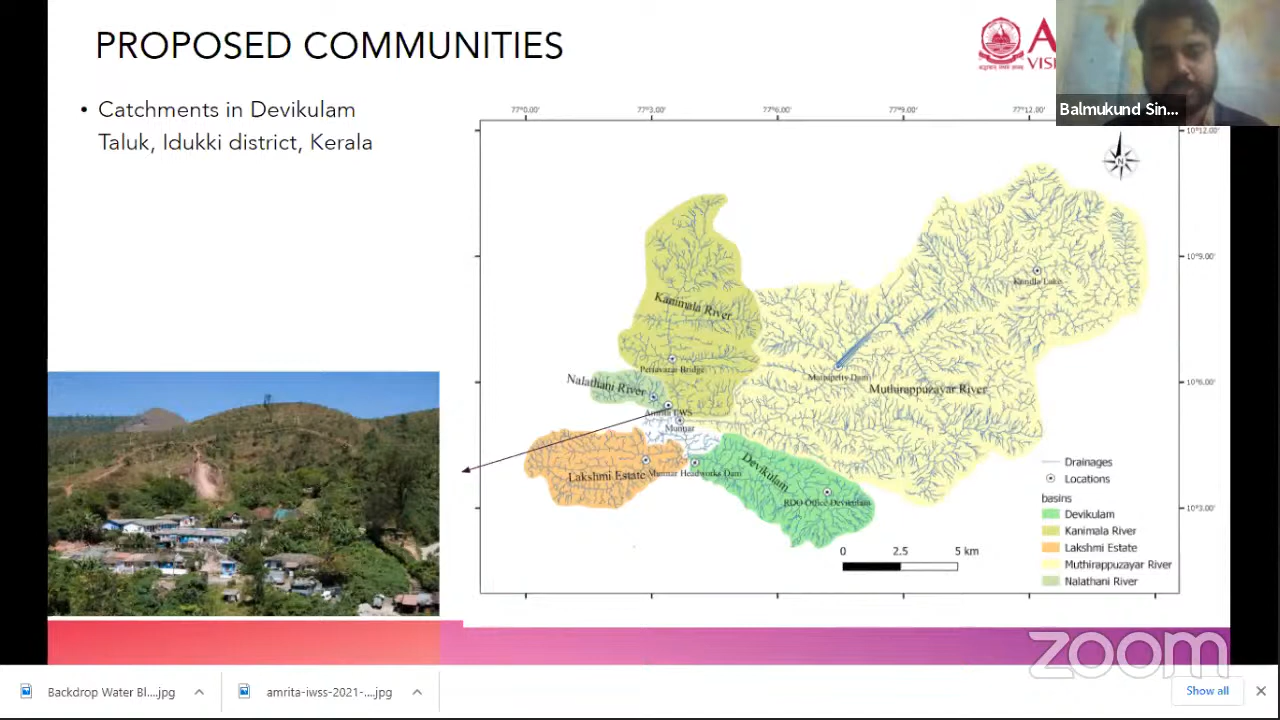 PROPOSED COMMUNITIES
• Catchments in Devikulam
Taluk, Idukki district, Kerala
Balmukund Sin...
77°0.00'
77°3.00'
77°6.00'
77°9.00'
77°12.00'
10°12.00'
10°9.00'
10°6.00'
10°3.00'
N
Kanimala River
Kundla Lake
Periavarai Bridge
Muthirappuzayar River
Nalathani River
Munnar
Lakshmi Estate
Munnar Headworks Dam
Devikulam
RDO Office Devikulam
0 2.5 5 km
Drainages
Locations
basins
Devikulam
Kanimala River
Lakshmi Estate
Muthirappuzayar River
Nalathani River
zoom
Backdrop Water Bl....jpg
amrita-iwss-2021-....jpg
Show all